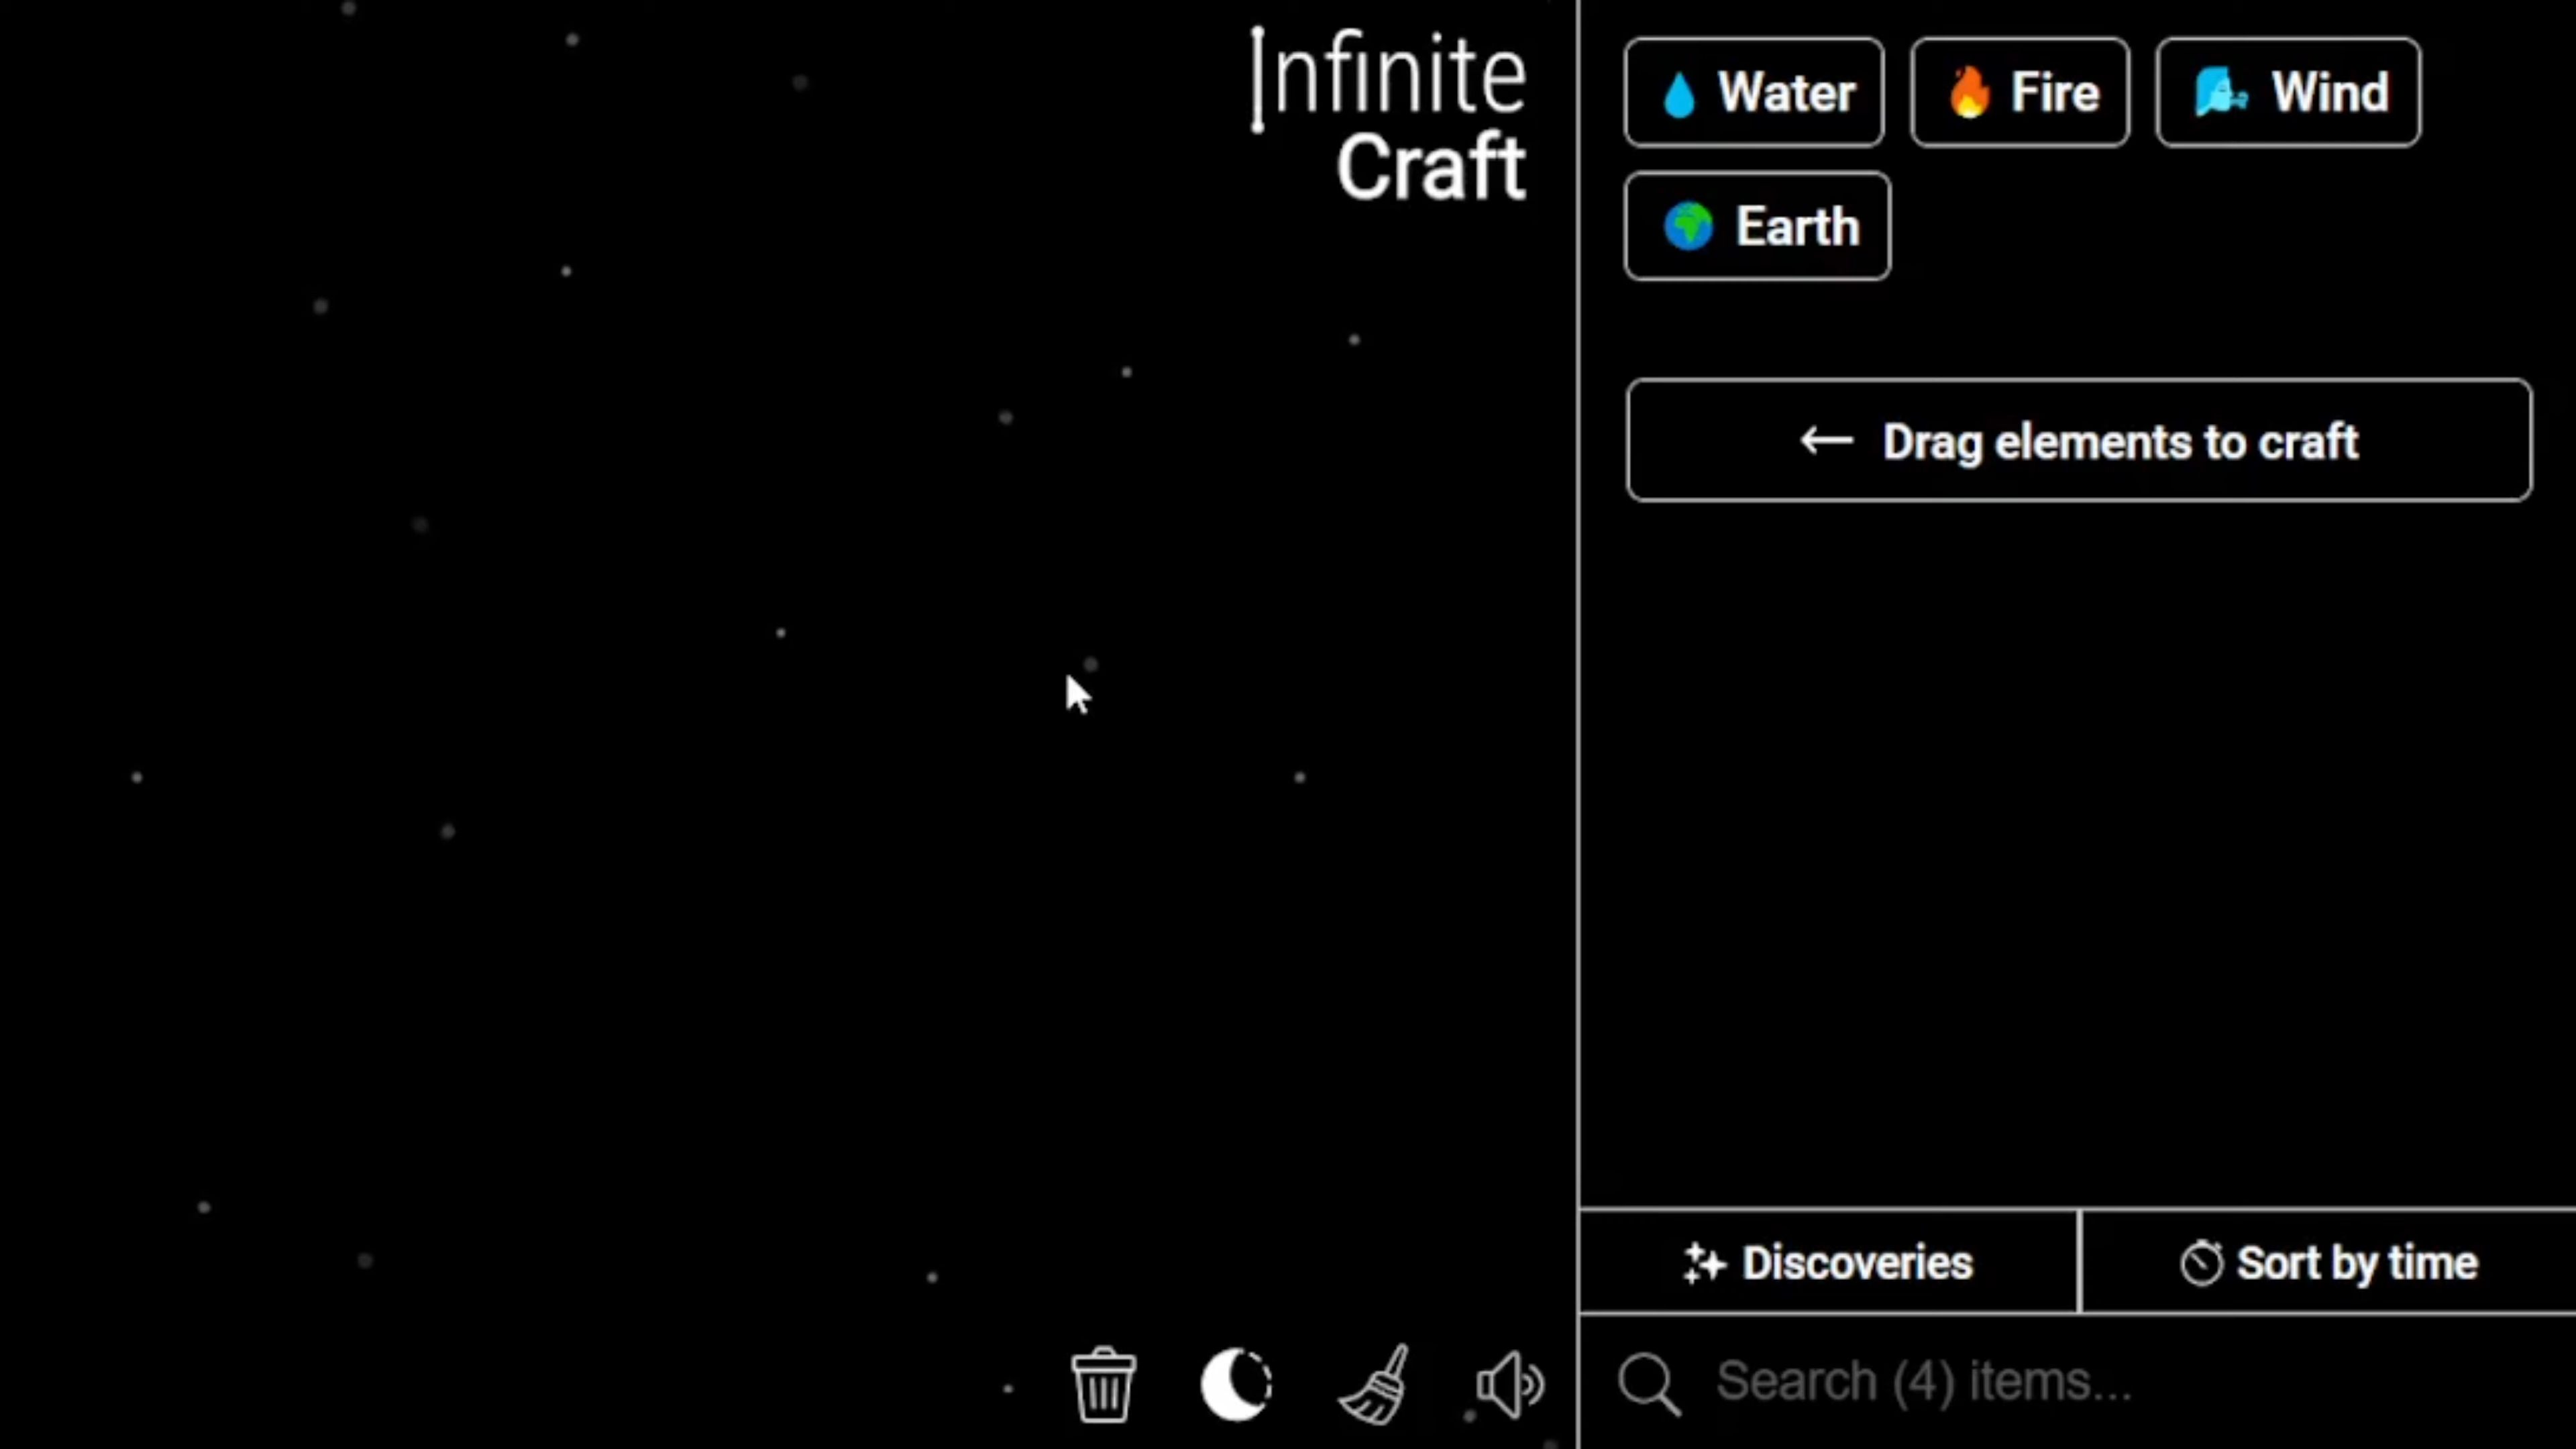 Infinite
Craft
Water
Fire
Wind
Earth
← Drag elements to craft
Discoveries
Sort by time
Search (4) items...